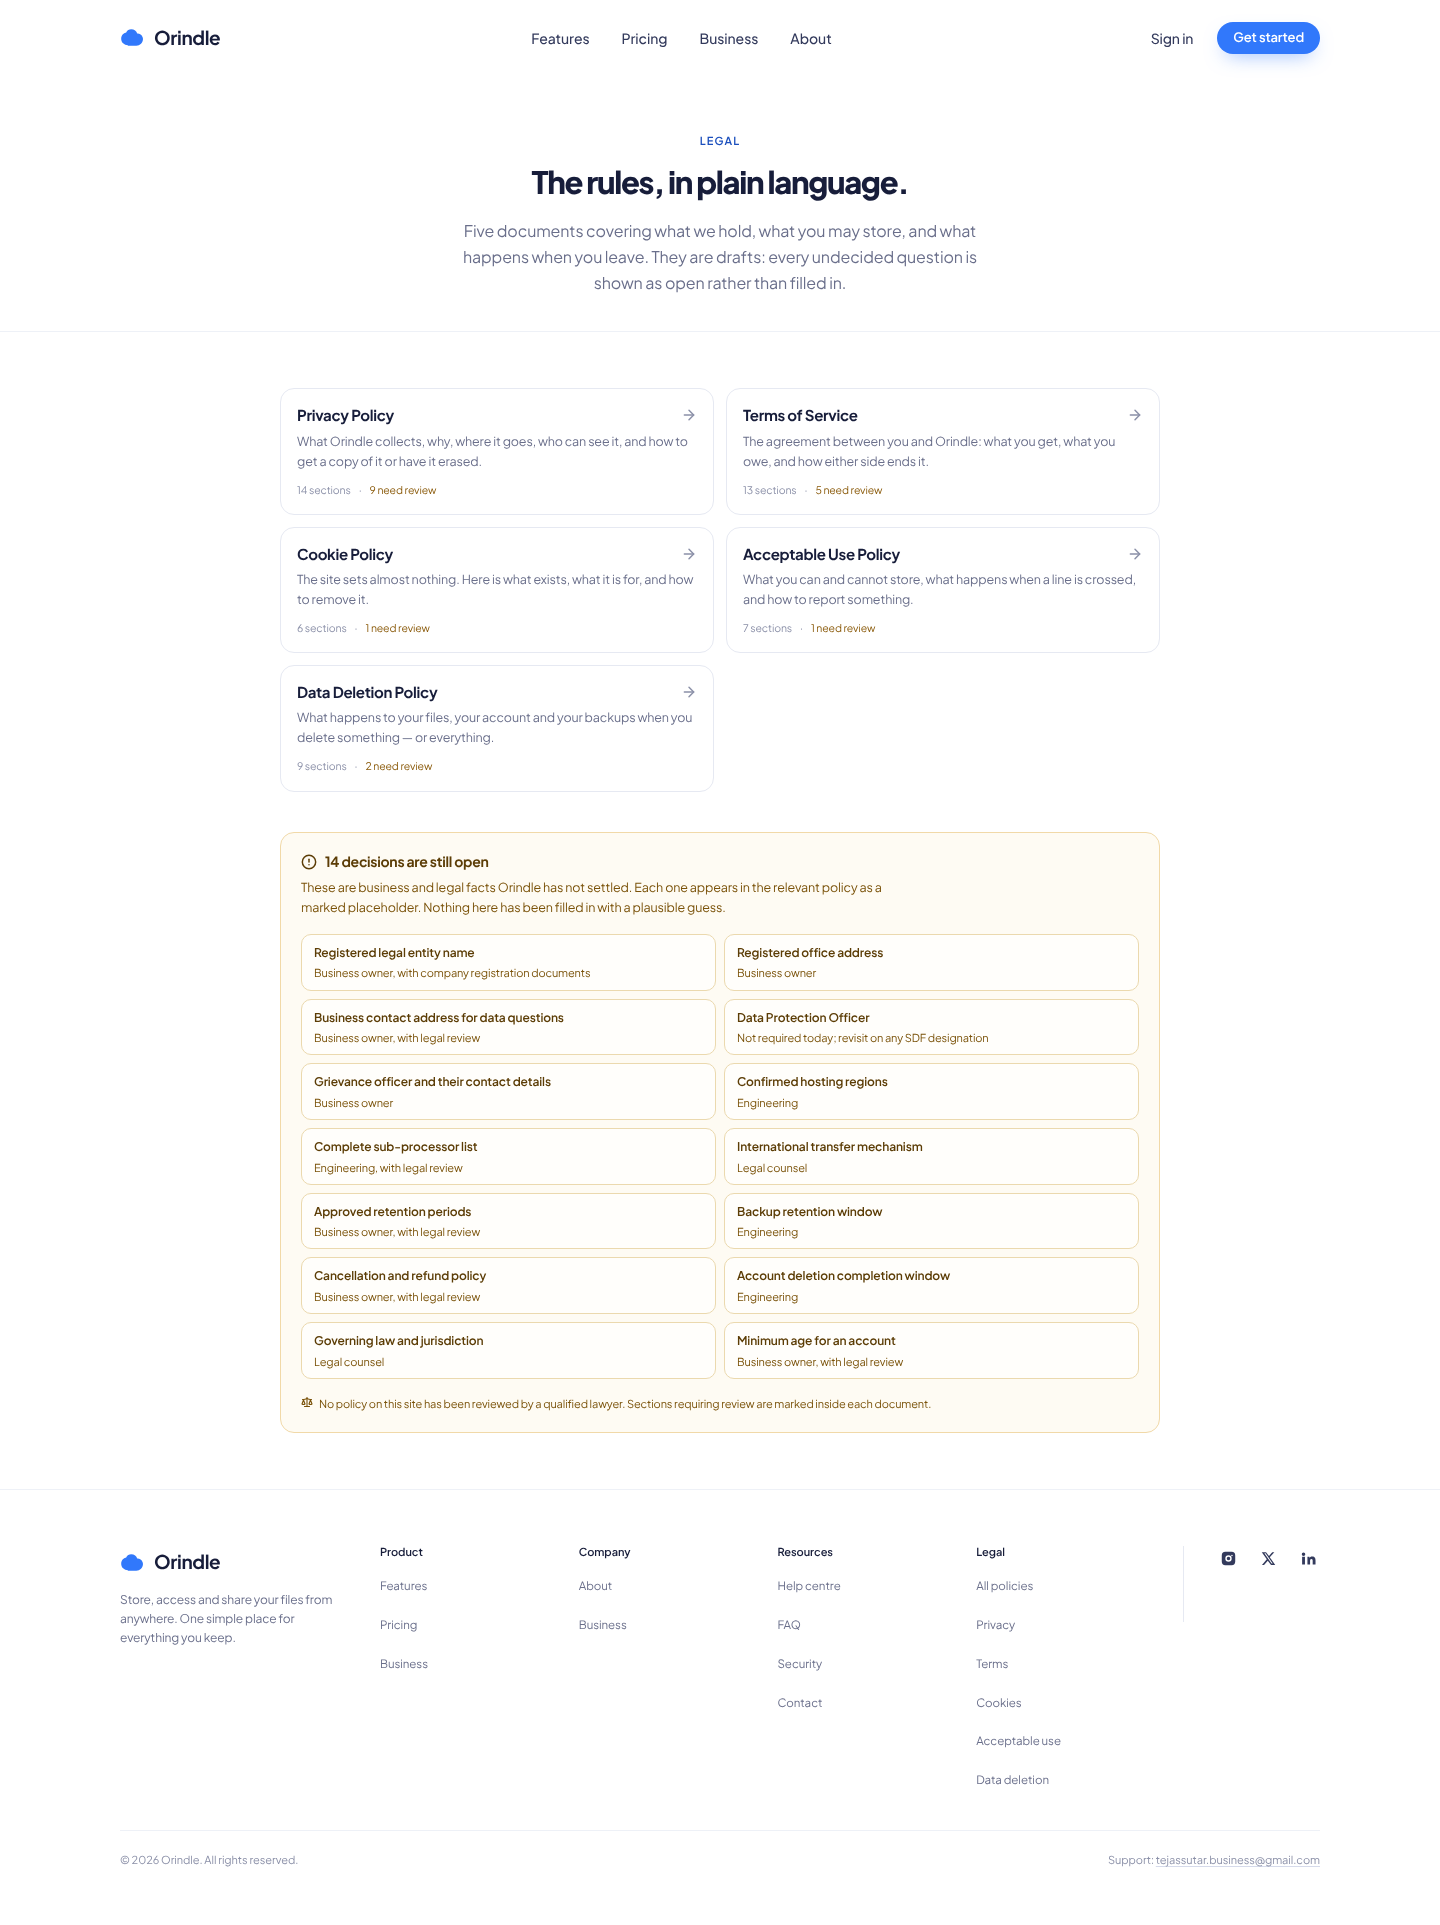 Orindle
Features
Pricing
Business
About
Sign in
Get started
LEGAL
The rules, in plain language.
Five documents covering what we hold, what you may store, and what
happens when you leave. They are drafts: every undecided question is
shown as open rather than filled in.
Privacy Policy
What Orindle collects, why, where it goes, who can see it, and how to
get a copy of it or have it erased.
14 sections · 9 need review
Terms of Service
The agreement between you and Orindle: what you get, what you
owe, and how either side ends it.
13 sections · 5 need review
Cookie Policy
The site sets almost nothing. Here is what exists, what it is for, and how
to remove it.
6 sections · 1 need review
Acceptable Use Policy
What you can and cannot store, what happens when a line is crossed,
and how to report something.
7 sections · 1 need review
Data Deletion Policy
What happens to your files, your account and your backups when you
delete something — or everything.
9 sections · 2 need review
14 decisions are still open
These are business and legal facts Orindle has not settled. Each one appears in the relevant policy as a
marked placeholder. Nothing here has been filled in with a plausible guess.
Registered legal entity name
Business owner, with company registration documents
Registered office address
Business owner
Business contact address for data questions
Business owner, with legal review
Data Protection Officer
Not required today; revisit on any SDF designation
Grievance officer and their contact details
Business owner
Confirmed hosting regions
Engineering
Complete sub-processor list
Engineering, with legal review
International transfer mechanism
Legal counsel
Approved retention periods
Business owner, with legal review
Backup retention window
Engineering
Cancellation and refund policy
Business owner, with legal review
Account deletion completion window
Engineering
Governing law and jurisdiction
Legal counsel
Minimum age for an account
Business owner, with legal review
No policy on this site has been reviewed by a qualified lawyer. Sections requiring review are marked inside each document.
Orindle
Store, access and share your files from
anywhere. One simple place for
everything you keep.
Product
Features
Pricing
Business
Company
About
Business
Resources
Help centre
FAQ
Security
Contact
Legal
All policies
Privacy
Terms
Cookies
Acceptable use
Data deletion
© 2026 Orindle. All rights reserved.
Support: tejassutar.business@gmail.com